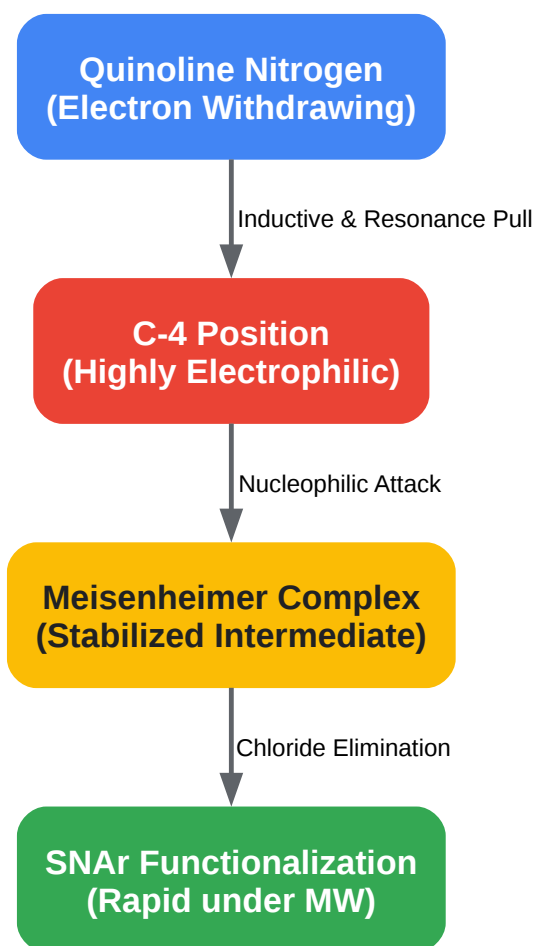 Quinoline Nitrogen
(Electron Withdrawing)
Inductive & Resonance Pull
C-4 Position
(Highly Electrophilic)
Nucleophilic Attack
Meisenheimer Complex
(Stabilized Intermediate)
Chloride Elimination
SNAr Functionalization
(Rapid under MW)